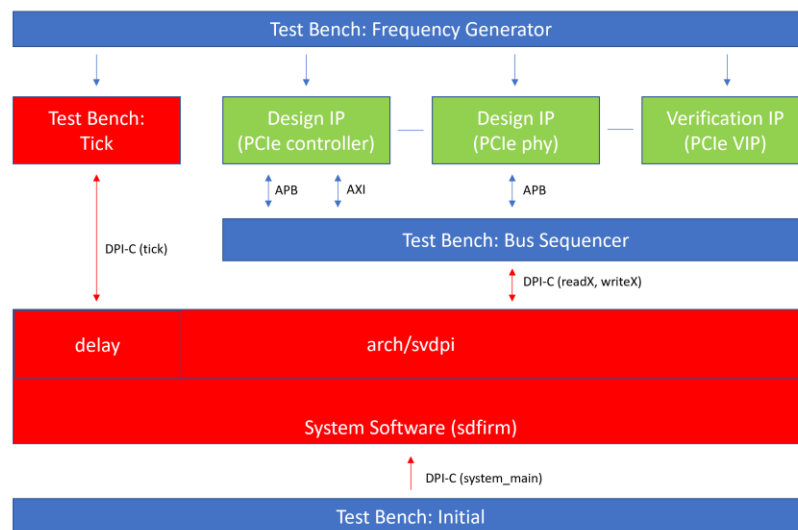 Test Bench: Frequency Generator
Test Bench:
Tick
Design IP
(PCIe controller)
Design IP
(PCIe phy)
Verification IP
(PCIe VIP)
APB
AXI
APB
DPI-C (tick)
Test Bench: Bus Sequencer
DPI-C (readX, writeX)
delay
arch/svdpi
System Software (sdfirm)
DPI-C (system_main)
Test Bench: Initial